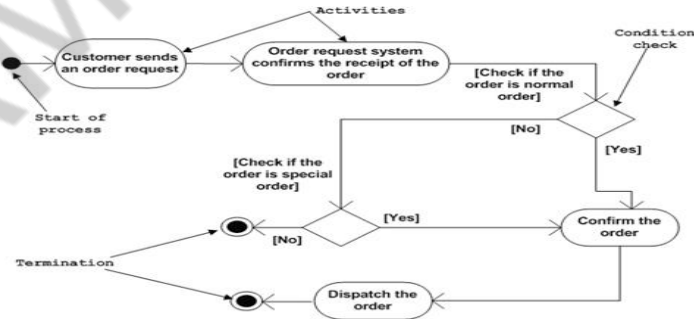 Activities
Condition
check
Customer sends
an order request
Order request system
confirms the receipt of the
order
[Check if the
order is normal
order]
Start of
process
[No]
[Yes]
[Check if the
order is special
order]
[Yes]
Confirm the
order
[No]
Termination
Dispatch the
order